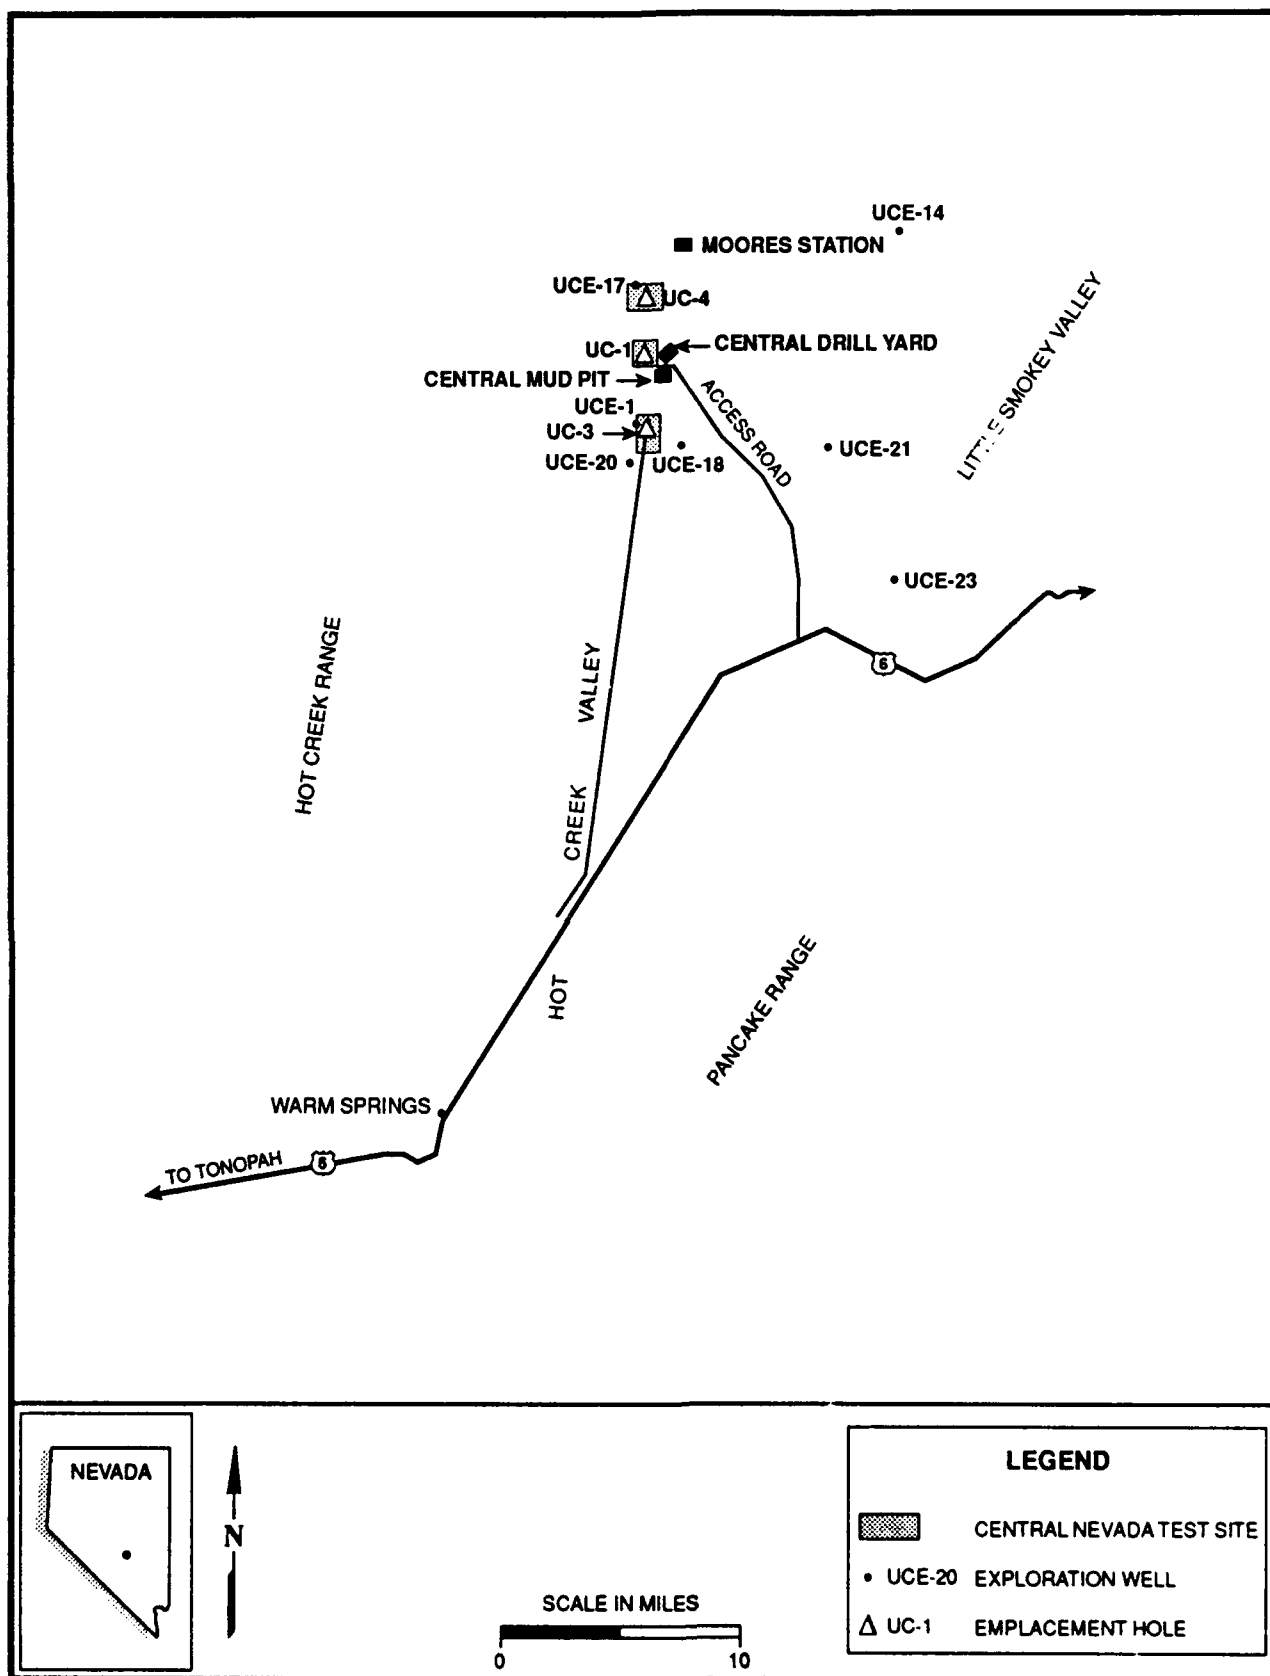 UCE-14
MOORES STATION
UCE-17
UC-4
CENTRAL DRILL YARD
UC-1
CENTRAL MUD PIT
ACCESS ROAD
LITTLE SMOKEY VALLEY
UCE-1
UC-3
UCE-21
UCE-20
UCE-18
UCE-23
6
HOT CREEK RANGE
VALLEY
CREEK
HOT
PANCAKE RANGE
WARM SPRINGS
TO TONOPAH
6
NEVADA
N
SCALE IN MILES
0 10
LEGEND
CENTRAL NEVADA TEST SITE
UCE-20 EXPLORATION WELL
UC-1 EMPLACEMENT HOLE